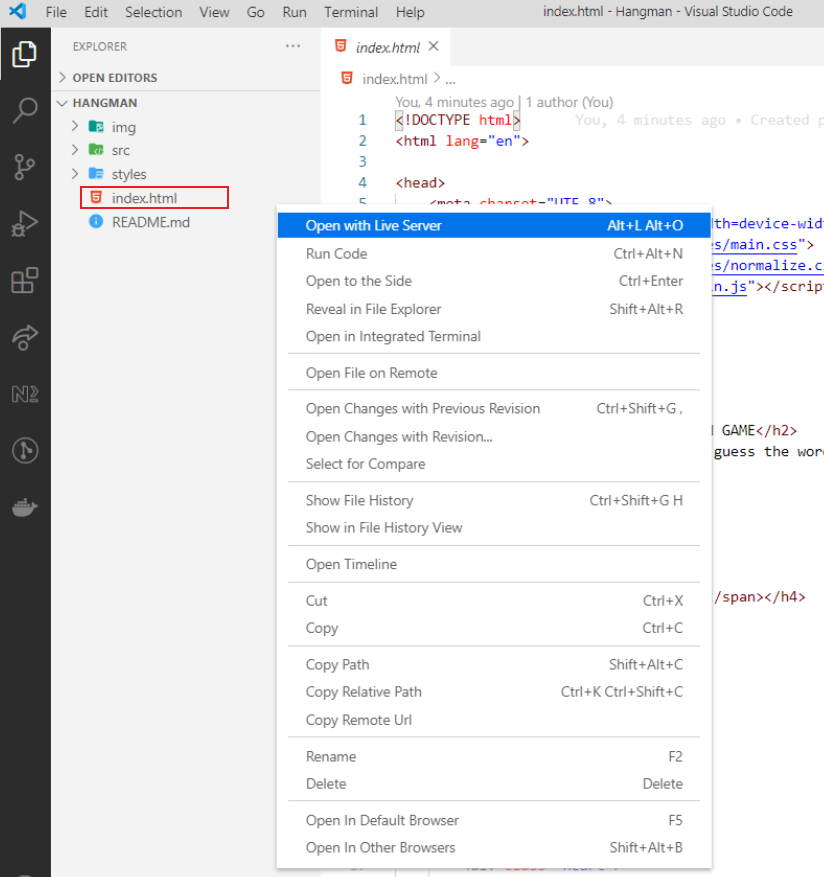 File Edit Selection View Go Run Terminal Help index.html - Hangman - Visual Studio Code
EXPLORER ...
index.html
OPEN EDITORS
index.html > ...
HANGMAN
You, 4 minutes ago | 1 author (You)
img
1 <!DOCTYPE html> You, 4 minutes ago • Created
src
2 <html lang="en">
3
styles
4 <head>
index.html
5 <meta charset="UTF-8">
README.md
Open with Live Server Alt+L Alt+O
Run Code Ctrl+Alt+N
Open to the Side Ctrl+Enter
Reveal in File Explorer Shift+Alt+R
Open in Integrated Terminal
Open File on Remote
Open Changes with Previous Revision Ctrl+Shift+G ,
Open Changes with Revision...
Select for Compare
Show File History Ctrl+Shift+G H
Show in File History View
Open Timeline
Cut Ctrl+X
Copy Ctrl+C
Copy Path Shift+Alt+C
Copy Relative Path Ctrl+K Ctrl+Shift+C
Copy Remote Url
Rename F2
Delete Delete
Open In Default Browser F5
Open In Other Browsers Shift+Alt+B
th=device-wid
s/main.css">
s/normalize.c
n.js"></scrip
GAME</h2>
guess the wor
/span></h4>